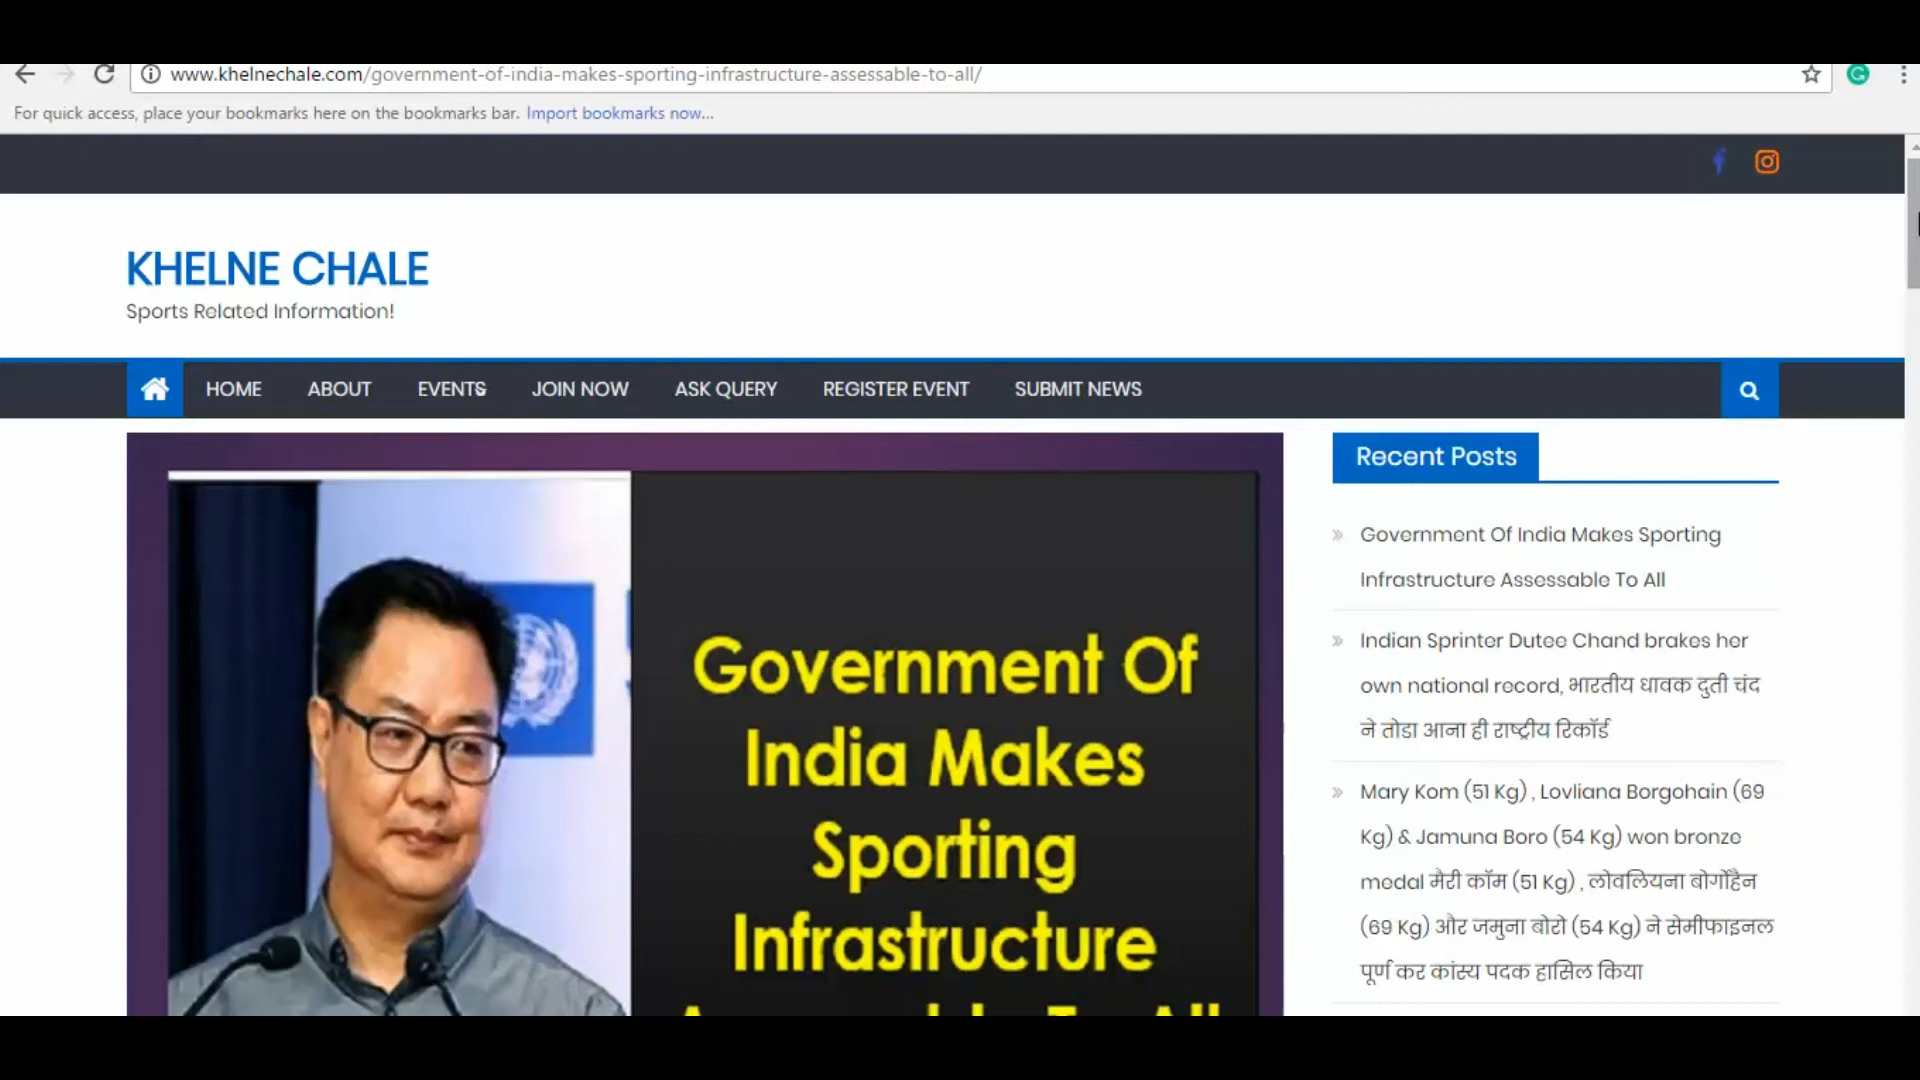 www.khelnechale.com/government-of-india-makes-sporting-infrastructure-assessable-to-all/
For quick access, place your bookmarks here on the bookmarks bar. Import bookmarks now...
KHELNE CHALE
Sports Related Information!
HOME ABOUT EVENTS JOIN NOW ASK QUERY REGISTER EVENT SUBMIT NEWS
Government Of
India Makes
Sporting
Infrastructure
Recent Posts
Government Of India Makes Sporting
Infrastructure Assessable To All
Indian Sprinter Dutee Chand brakes her
own national record, भारतीय धावक दुती चंद
ने तोडा आना ही राष्ट्रीय रिकॉर्ड
Mary Kom (51 Kg) , Lovliana Borgohain (69
Kg) & Jamuna Boro (54 Kg) won bronze
medal मैरी कॉम (51 Kg) , लोवलियना बोर्गोहैन
(69 Kg) और जमुना बोरो (54 Kg) ने सेमीफाइनल
पूर्ण कर कांस्य पदक हासिल किया